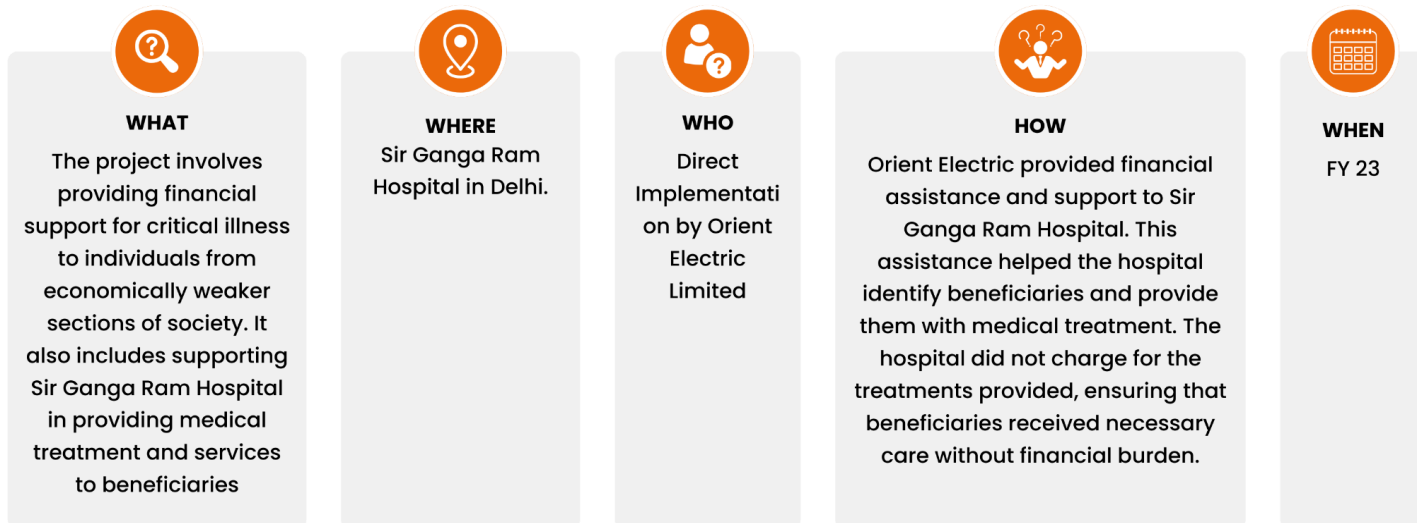 WHAT
The project involves
providing financial
support for critical illness
to individuals from
economically weaker
sections of society. It
also includes supporting
Sir Ganga Ram Hospital
in providing medical
treatment and services
to beneficiaries
WHERE
Sir Ganga Ram
Hospital in Delhi.
WHO
Direct
Implementati
on by Orient
Electric
Limited
HOW
Orient Electric provided financial
assistance and support to Sir
Ganga Ram Hospital. This
assistance helped the hospital
identify beneficiaries and provide
them with medical treatment. The
hospital did not charge for the
treatments provided, ensuring that
beneficiaries received necessary
care without financial burden.
WHEN
FY 23